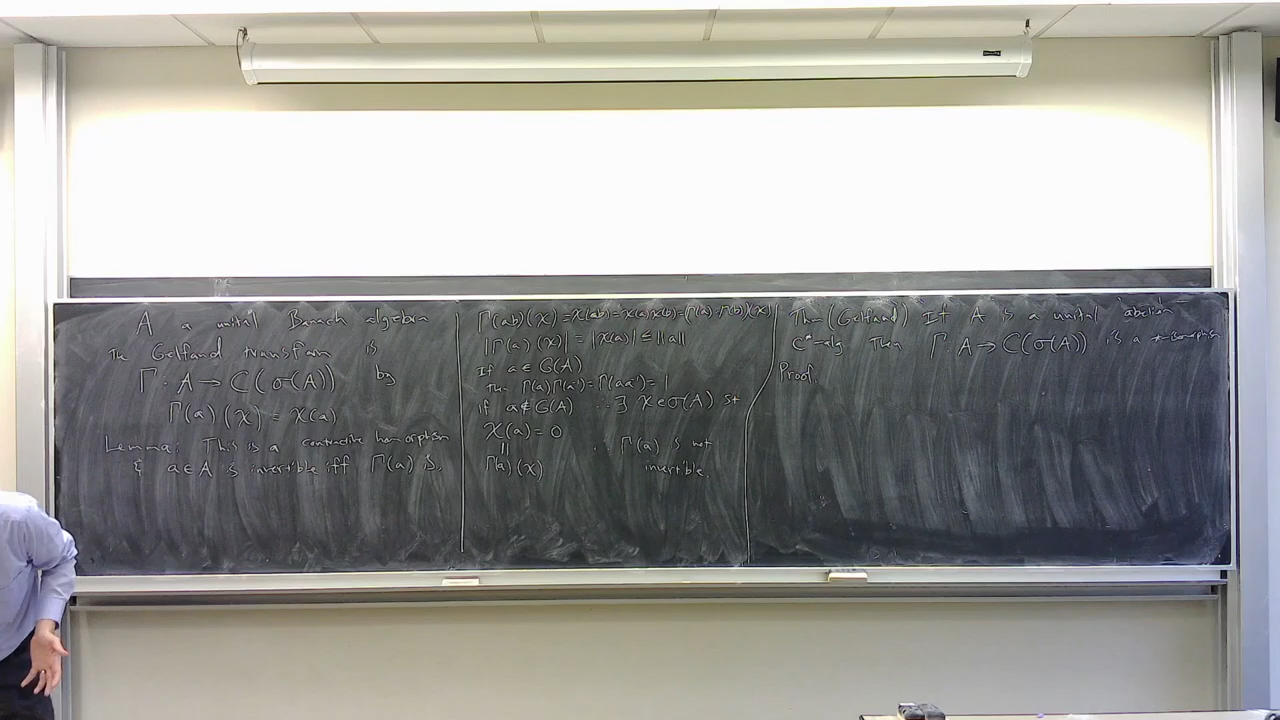 A a unital Banach algebra
The Gelfand transform is
Γ: A → C(σ(A)) by
Γ(a)(χ) = χ(a)
Lemma: This is a contractive homorphism
& a∈A is invertible iff Γ(a) is.
Γ(ab)(χ) = χ(ab) = χ(a)χ(b) = (Γ(a)·Γ(b))(χ)
|Γ(a)(χ)| = |χ(a)| ≤ ||a||
If a ∈ G(A)
then Γ(a)Γ(a⁻¹) = Γ(aa⁻¹) = 1
if a ∉ G(A) ∴ ∃ χ∈σ(A) st
χ(a) = 0
||
Γ(a)(χ)
∴ Γ(a) is not
invertible.
Thm (Gelfand) If A is a unital abelian
C*-alg then Γ: A → C(σ(A)) is a *-isomorphism
Proof.